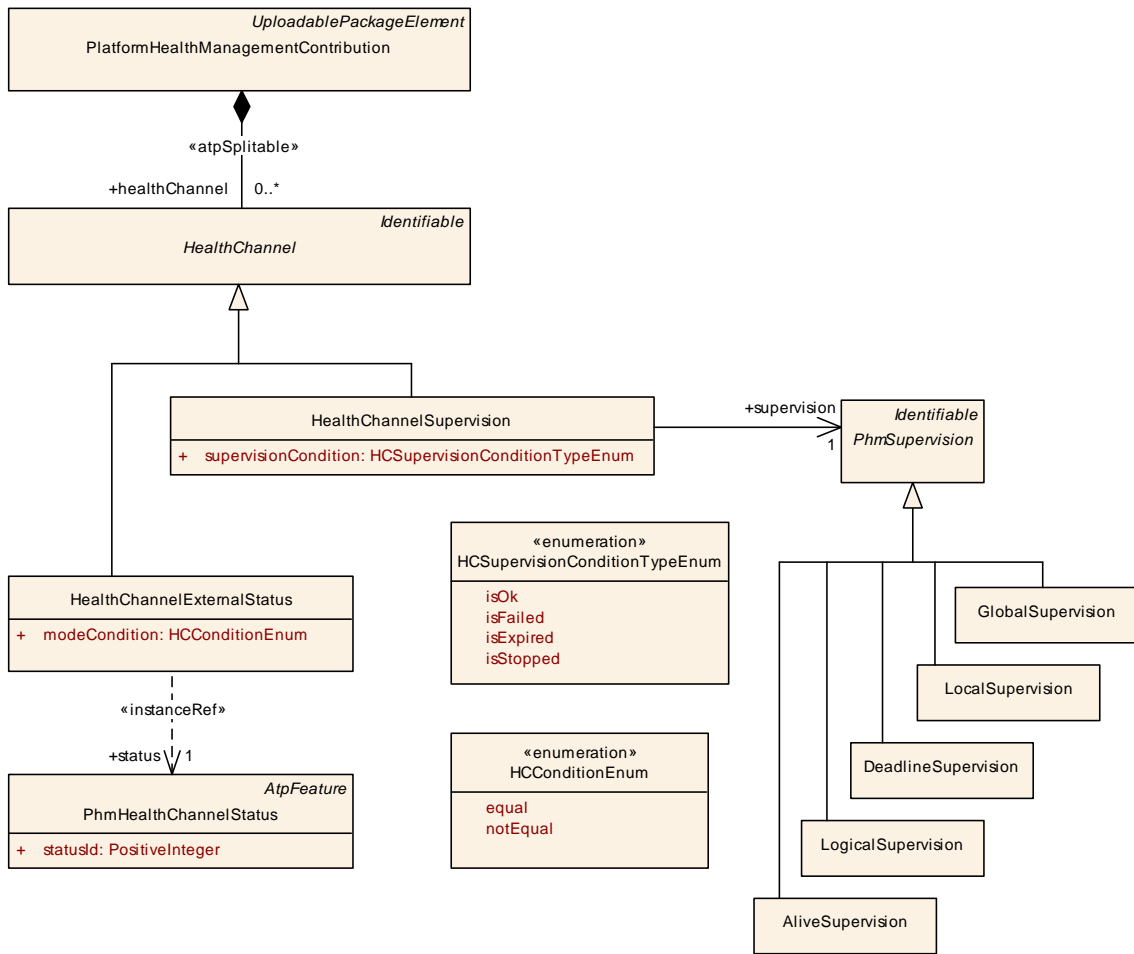 UploadablePackageElement
PlatformHealthManagementContribution
«atpSplitable»
+healthChannel 0..*
Identifiable
HealthChannel
HealthChannelSupervision
+ supervisionCondition: HCSupervisionConditionTypeEnum
+supervision
1
Identifiable
PhmSupervision
«enumeration»
HCSupervisionConditionTypeEnum
isOk
isFailed
isExpired
isStopped
HealthChannelExternalStatus
+ modeCondition: HCConditionEnum
«instanceRef»
+status 1
AtpFeature
PhmHealthChannelStatus
+ statusId: PositiveInteger
«enumeration»
HCConditionEnum
equal
notEqual
GlobalSupervision
LocalSupervision
DeadlineSupervision
LogicalSupervision
AliveSupervision